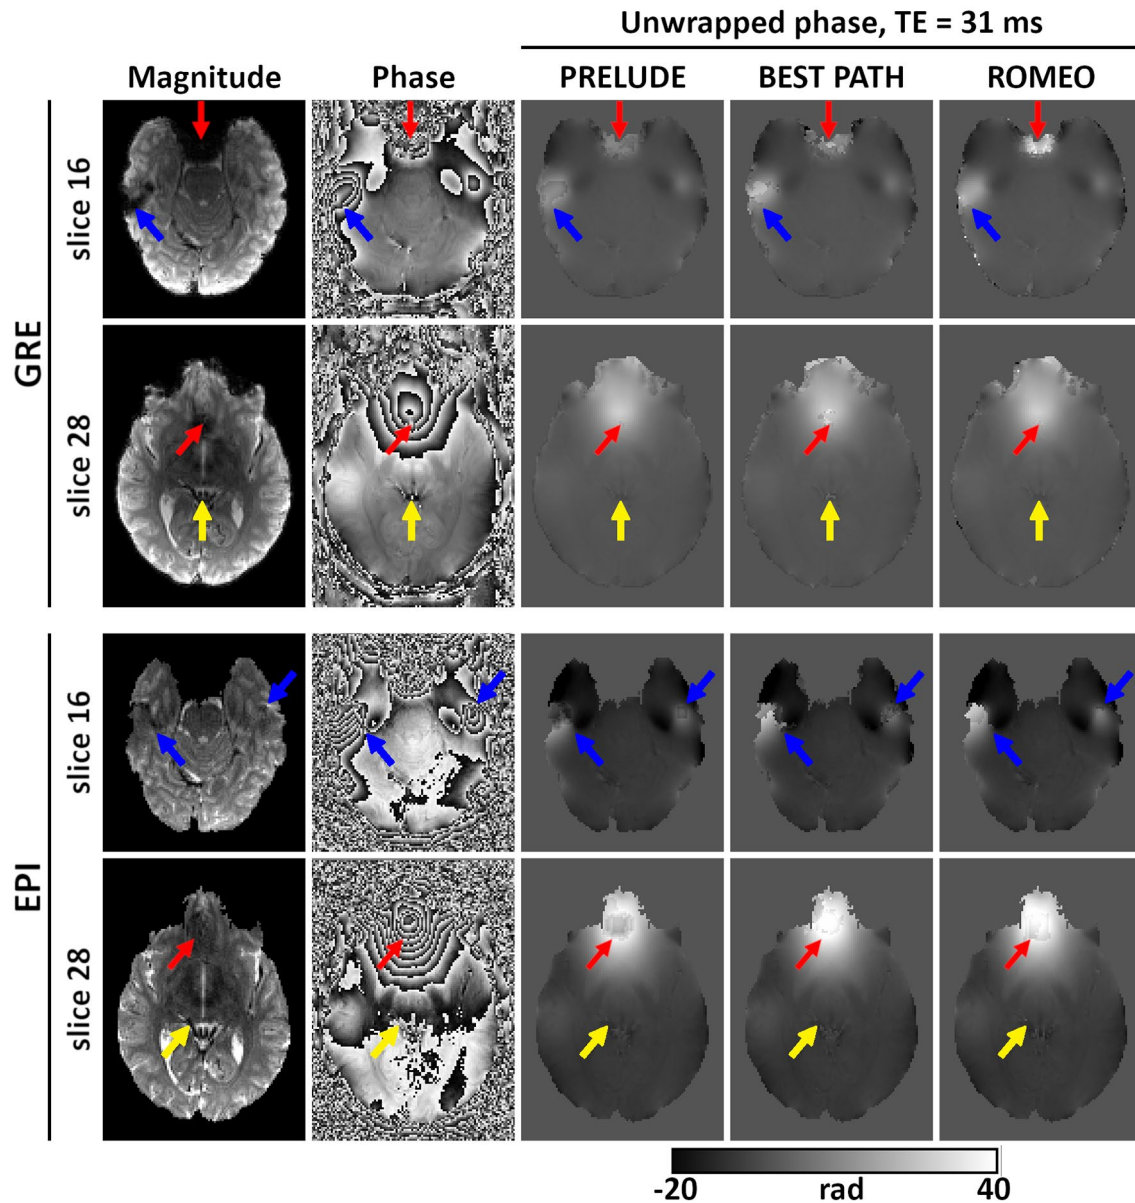 Unwrapped phase, TE = 31 ms
Magnitude Phase PRELUDE BEST PATH ROMEO
GRE
slice 16
slice 28
EPI
slice 16
slice 28
-20 rad 40